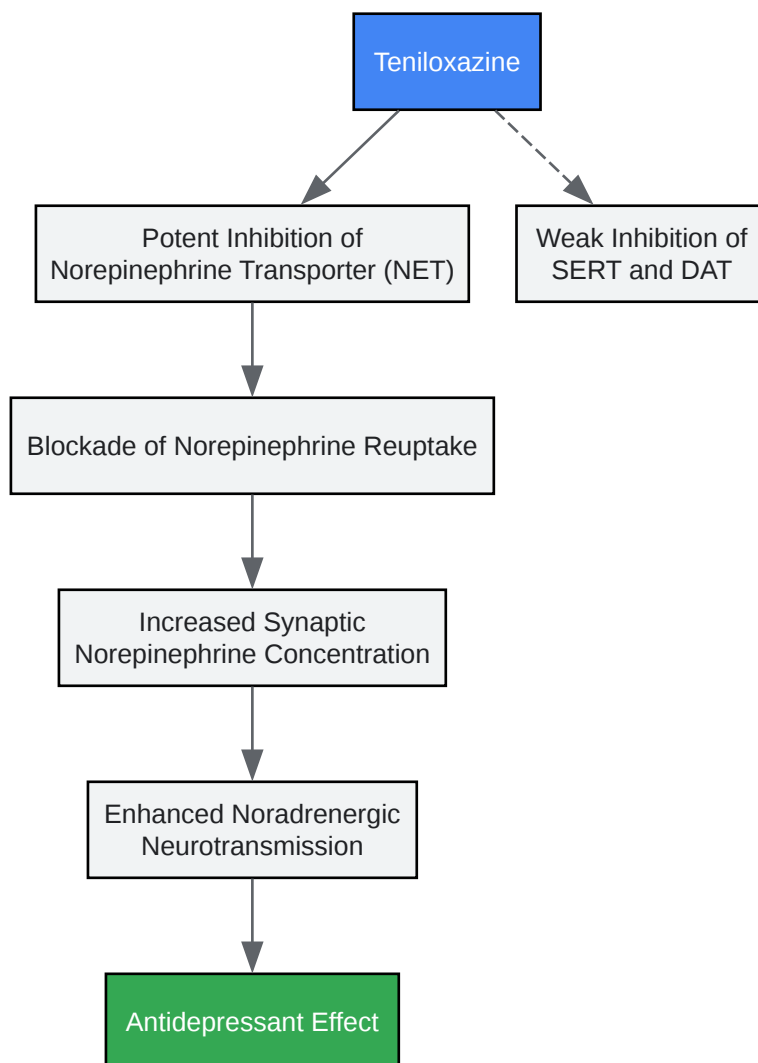 Teniloxazine
Potent Inhibition of
Norepinephrine Transporter (NET)
Weak Inhibition of
SERT and DAT
Blockade of Norepinephrine Reuptake
Increased Synaptic
Norepinephrine Concentration
Enhanced Noradrenergic
Neurotransmission
Antidepressant Effect